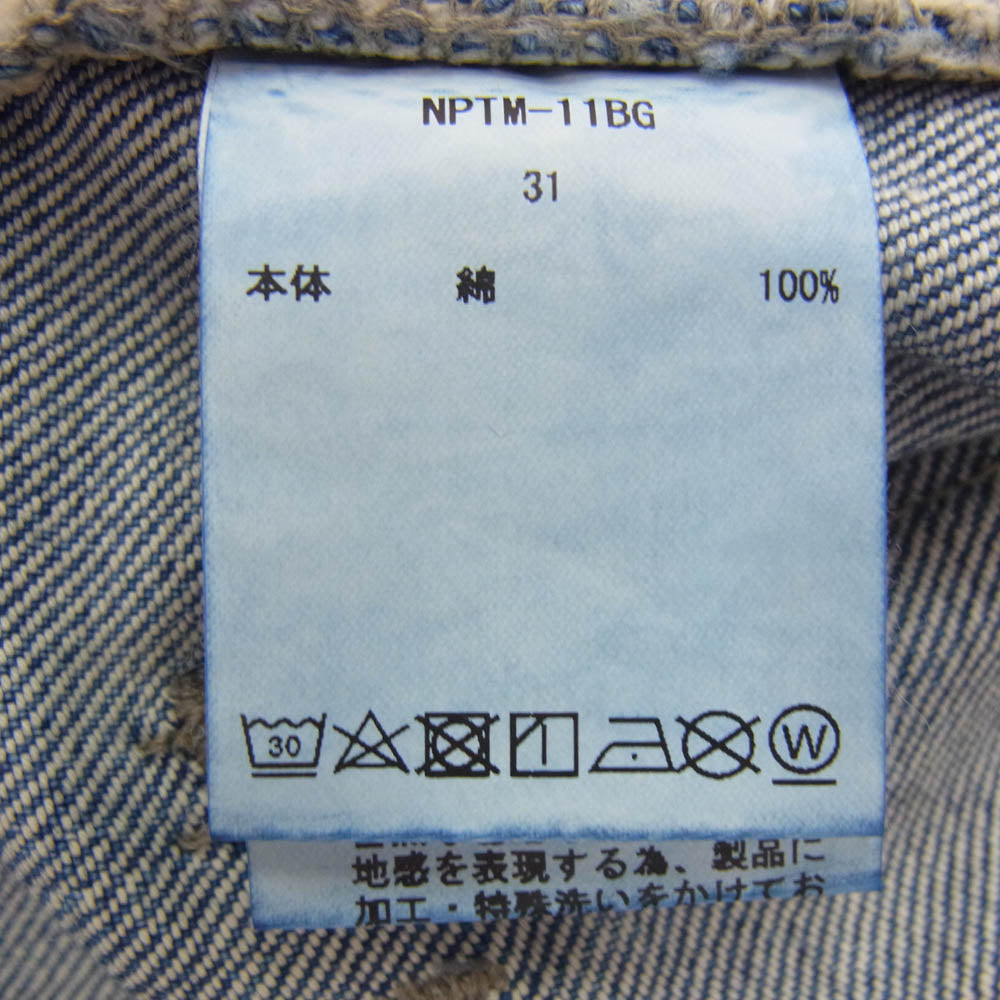 NPTM-11BG
31
本体 綿 100%
30 W
地感を表現する為、製品に
加工・特殊洗いをかけてお